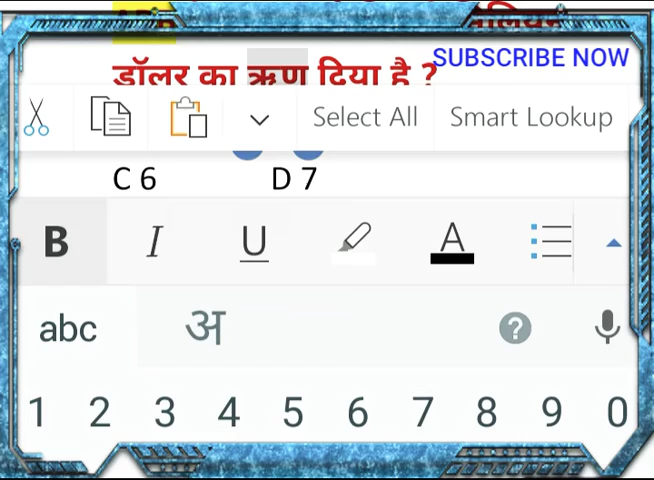 SUBSCRIBE NOW
डॉलर का ऋण दिया है ?
Select All Smart Lookup
C 6 D 7
B I U A
abc अ
1 2 3 4 5 6 7 8 9 0